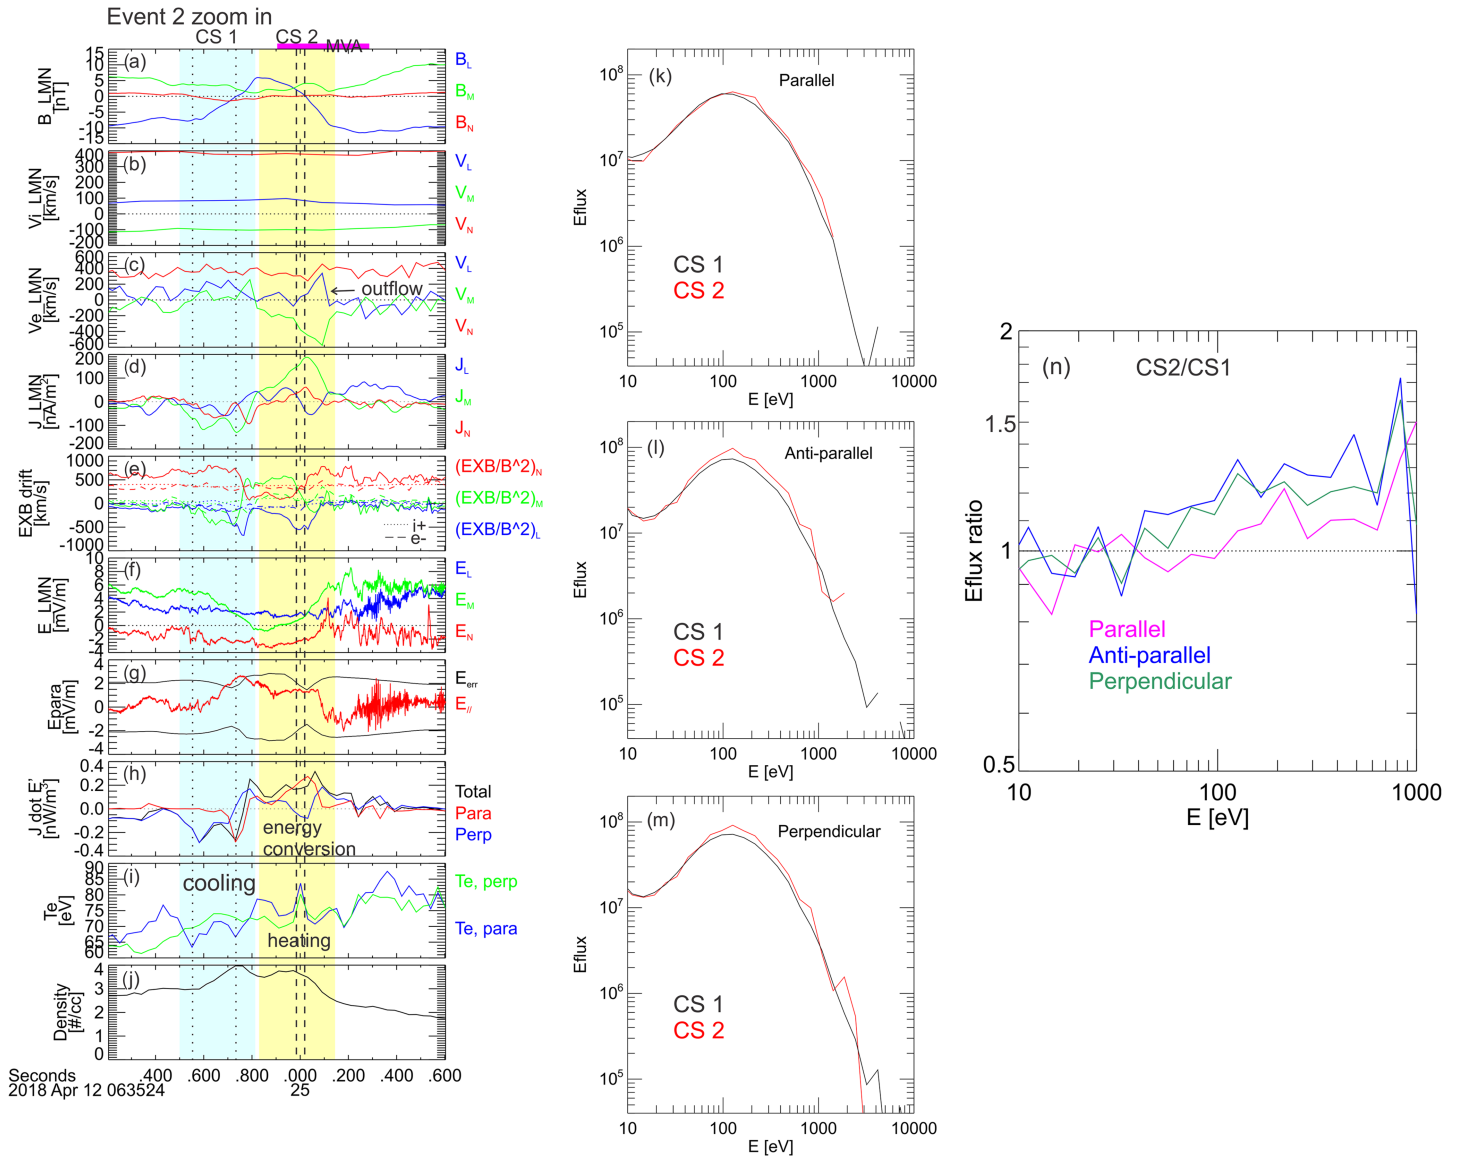 Event 2 zoom in
CS 1
CS 2
MVA
(a)
B_LMN
[nT]
15
10
5
0
-5
-10
-15
B_L
B_M
B_N
(b)
Vi_LMN
[km/s]
400
300
200
100
0
-100
-200
V_L
V_M
V_N
(c)
Ve_LMN
[km/s]
600
400
200
0
-200
-400
-600
outflow
V_L
V_M
V_N
(d)
J_LMN
[nA/m²]
200
100
0
-100
-200
J_L
J_M
J_N
(e)
EXB drift
[km/s]
1000
500
0
-500
-1000
i+
e-
(EXB/B^2)_N
(EXB/B^2)_M
(EXB/B^2)_L
(f)
E_LMN
[mV/m]
10
8
6
4
2
0
-2
-4
E_L
E_M
E_N
(g)
Epara
[mV/m]
4
2
0
-2
-4
E_err
E_//
(h)
J dot E'
[nW/m³]
0.4
0.2
0.0
-0.2
-0.4
energy
conversion
Total
Para
Perp
(i)
Te
[eV]
90
85
80
75
70
65
60
cooling
heating
Te, perp
Te, para
(j)
Density
[#/cc]
4
3
2
1
0
Seconds .400 .600 .800 .000 .200 .400 .600
2018 Apr 12 063524 25
(k)
Parallel
Eflux
10⁸
10⁷
10⁶
10⁵
CS 1
CS 2
10 100 1000 10000
E [eV]
(l)
Anti-parallel
Eflux
10⁸
10⁷
10⁶
10⁵
CS 1
CS 2
10 100 1000 10000
E [eV]
(m)
Perpendicular
Eflux
10⁸
10⁷
10⁶
10⁵
10⁴
CS 1
CS 2
10 100 1000 10000
E [eV]
(n)
CS2/CS1
Eflux ratio
2
1.5
1
0.5
Parallel
Anti-parallel
Perpendicular
10 100 1000
E [eV]